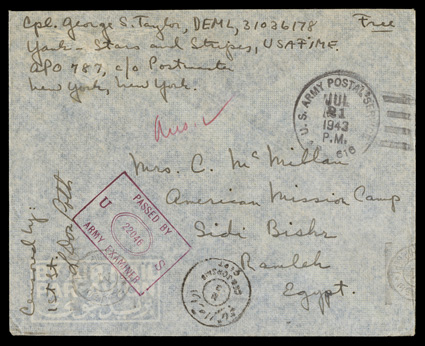 Cpl. George S. Taylor, DEML, 31036178
Free
Yank - Stars and Stripes, USAFIME.
APO 787, c/o Postmaster
New York, New York.
U.S. ARMY POSTAL SERVICE
JUL
21
1943
P.M.
Mrs. C. McMillan
American Mission Camp
Sidi Bishr
Ramleh
Egypt.
PASSED BY
U S
22046
ARMY EXAMINER
Censored by:
1st Lt.